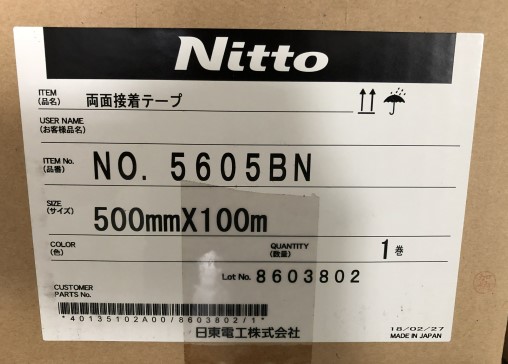 Nitto
ITEM
(品名) 両面接着テープ
USER NAME
(お客様品名)
ITEM No.
(品番) NO. 5605BN
SIZE
(サイズ) 500mmX100m
COLOR
(色)
QUANTITY
(数量) 1 巻
Lot No. 8603802
CUSTOMER
PARTS No.
*40135102A00/8603802/1*
日東電工株式会社
18/02/27
MADE IN JAPAN